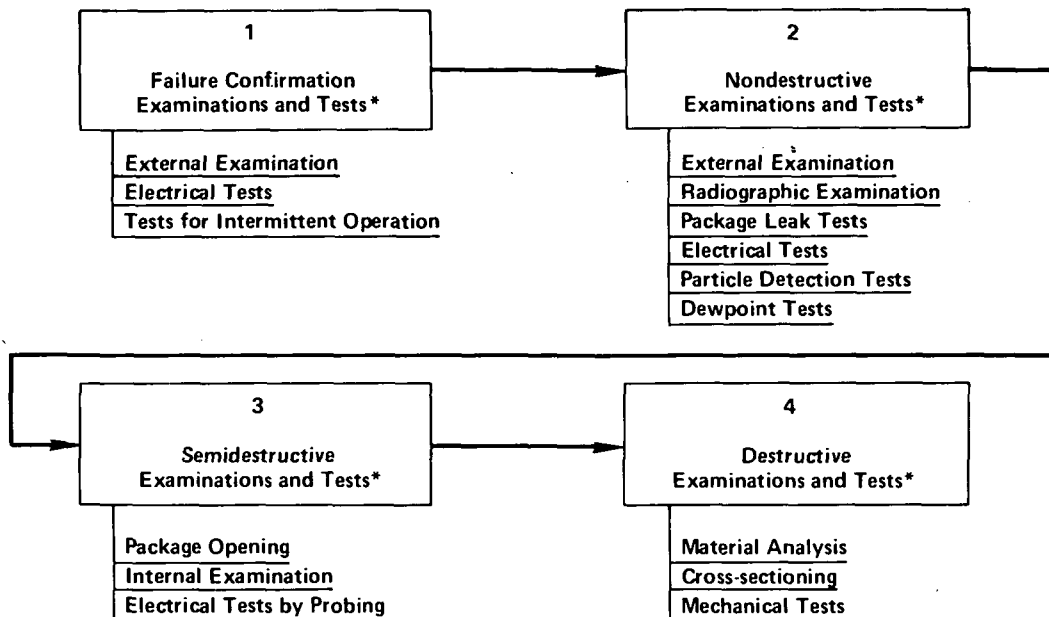 1
Failure Confirmation
Examinations and Tests*
External Examination
Electrical Tests
Tests for Intermittent Operation
2
Nondestructive
Examinations and Tests*
External Examination
Radiographic Examination
Package Leak Tests
Electrical Tests
Particle Detection Tests
Dewpoint Tests
3
Semidestructive
Examinations and Tests*
Package Opening
Internal Examination
Electrical Tests by Probing
4
Destructive
Examinations and Tests*
Material Analysis
Cross-sectioning
Mechanical Tests